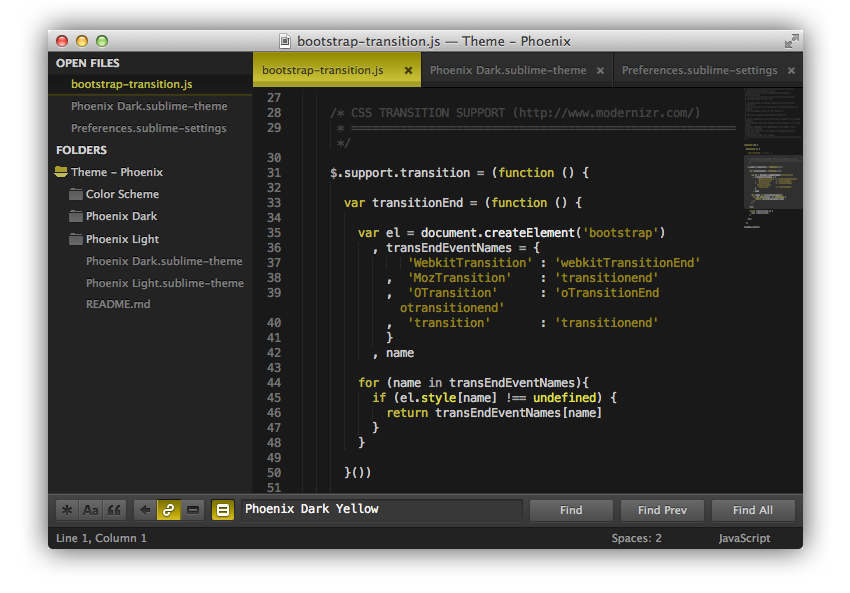 bootstrap-transition.js — Theme - Phoenix
OPEN FILES
bootstrap-transition.js
Phoenix Dark.sublime-theme
Preferences.sublime-settings
FOLDERS
Theme - Phoenix
Color Scheme
Phoenix Dark
Phoenix Light
Phoenix Dark.sublime-theme
Phoenix Light.sublime-theme
README.md
bootstrap-transition.js × Phoenix Dark.sublime-theme × Preferences.sublime-settings ×
27
28 /* CSS TRANSITION SUPPORT (http://www.modernizr.com/)
29 * =======================================================
*/
30
31 $.support.transition = (function () {
32
33 var transitionEnd = (function () {
34
35 var el = document.createElement('bootstrap')
36 , transEndEventNames = {
37 'WebkitTransition' : 'webkitTransitionEnd'
38 , 'MozTransition' : 'transitionend'
39 , 'OTransition' : 'oTransitionEnd
otransitionend'
40 , 'transition' : 'transitionend'
41 }
42 , name
43
44 for (name in transEndEventNames){
45 if (el.style[name] !== undefined) {
46 return transEndEventNames[name]
47 }
48 }
49
50 }())
51
* Aa “ Phoenix Dark Yellow Find Find Prev Find All
Line 1, Column 1 Spaces: 2 JavaScript